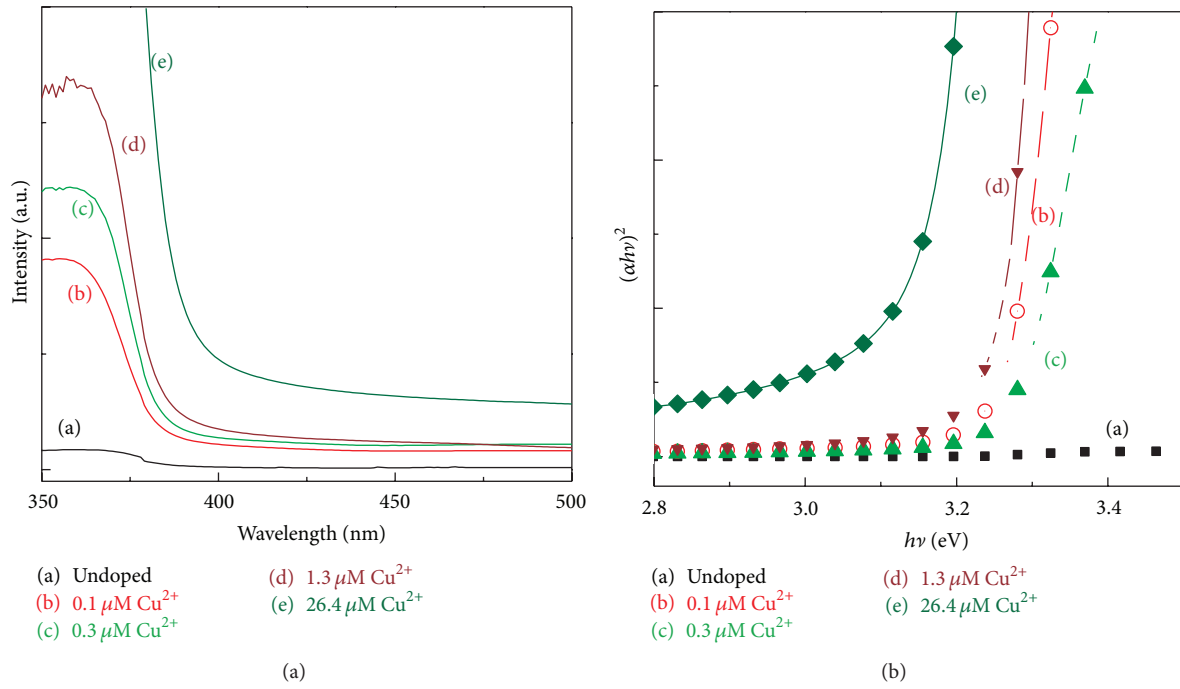 (e)
(d)
(c)
(b)
(a)
Intensity (a.u.)
350 400 450 500
Wavelength (nm)
(a) Undoped
(b) 0.1 μM Cu²⁺
(c) 0.3 μM Cu²⁺
(d) 1.3 μM Cu²⁺
(e) 26.4 μM Cu²⁺
(a)
(e)
(d)
(b)
(c)
(a)
(αhν)²
2.8 3.0 3.2 3.4
hν (eV)
(a) Undoped
(b) 0.1 μM Cu²⁺
(c) 0.3 μM Cu²⁺
(d) 1.3 μM Cu²⁺
(e) 26.4 μM Cu²⁺
(b)